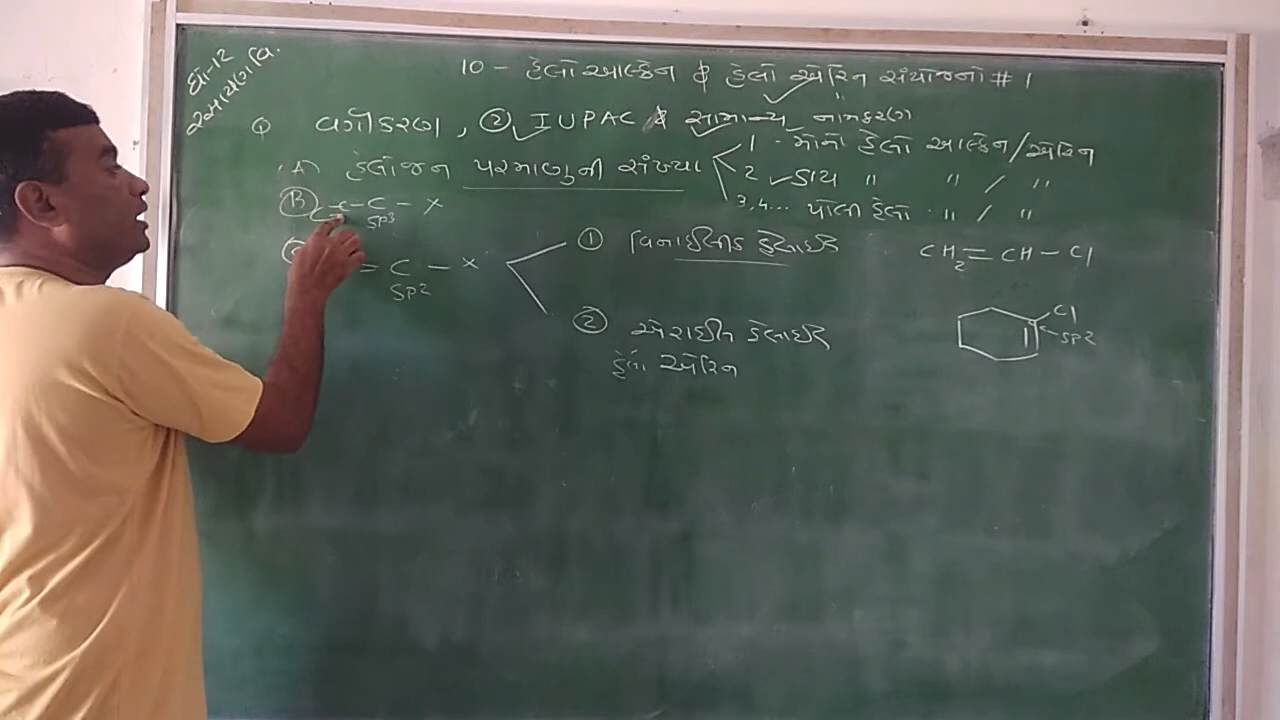 ધો-12
રસાયણ વિ.
10 - હેલો આલ્કેન & હેલો એરિન સંયોજનો # 1
Q વર્ગીકરણ, ② IUPAC & સામાન્ય નામકરણ
(A) હેલોજન પરમાણુની સંખ્યા
1 - મોનો હેલો આલ્કેન/એરિન
2 ડાય " " / "
3,4... પોલી હેલો " / "
(B) C-C-C-X
SP3
= C - X
SP2
① વિનાઈલીક હેલાઈડ CH2=CH-Cl
② એરાઈલ હેલાઈડ
હેલો એરિન
Cl
SP2